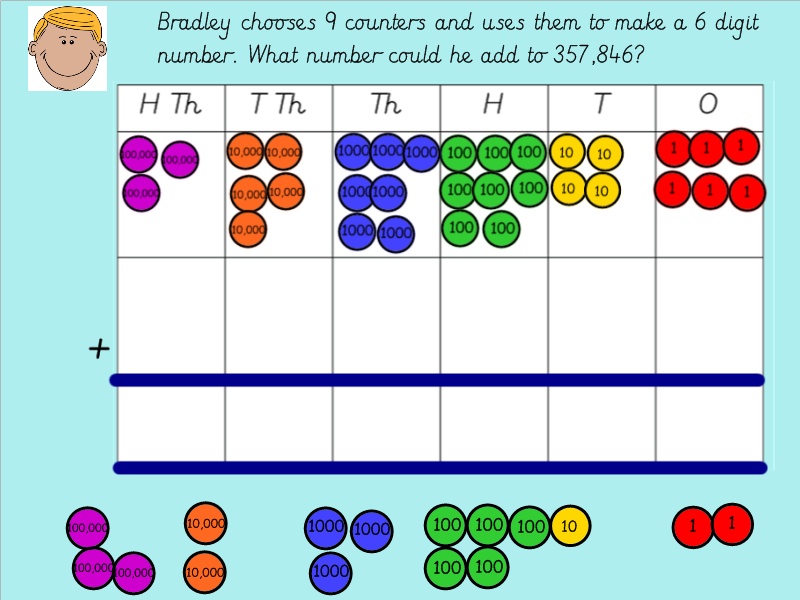 Bradley chooses 9 counters and uses them to make a 6 digit
number. What number could he add to 357,846?
H Th T Th Th H T O
100,000 100,000 10,000 10,000 1000 1000 1000 100 100 100 10 10 1 1 1
100,000 10,000 10,000 1000 1000 100 100 100 10 10 1 1 1
10,000 1000 1000 100 100
+
100,000 10,000 1000 1000 100 100 100 10 1 1
100,000 100,000 10,000 1000 100 100